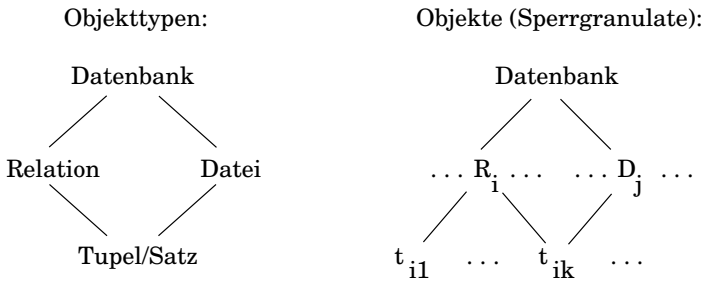 Objekttypen: Objekte (Sperrgranulate):
Datenbank Datenbank
Relation Datei ... R_i ... ... D_j ...
Tupel/Satz t_i1 ... t_ik ...